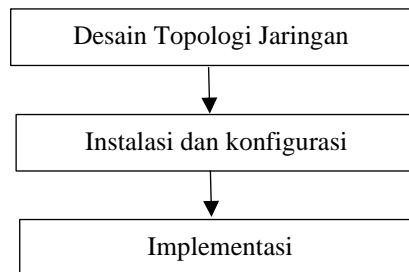 Desain Topologi Jaringan
Instalasi dan konfigurasi
Implementasi